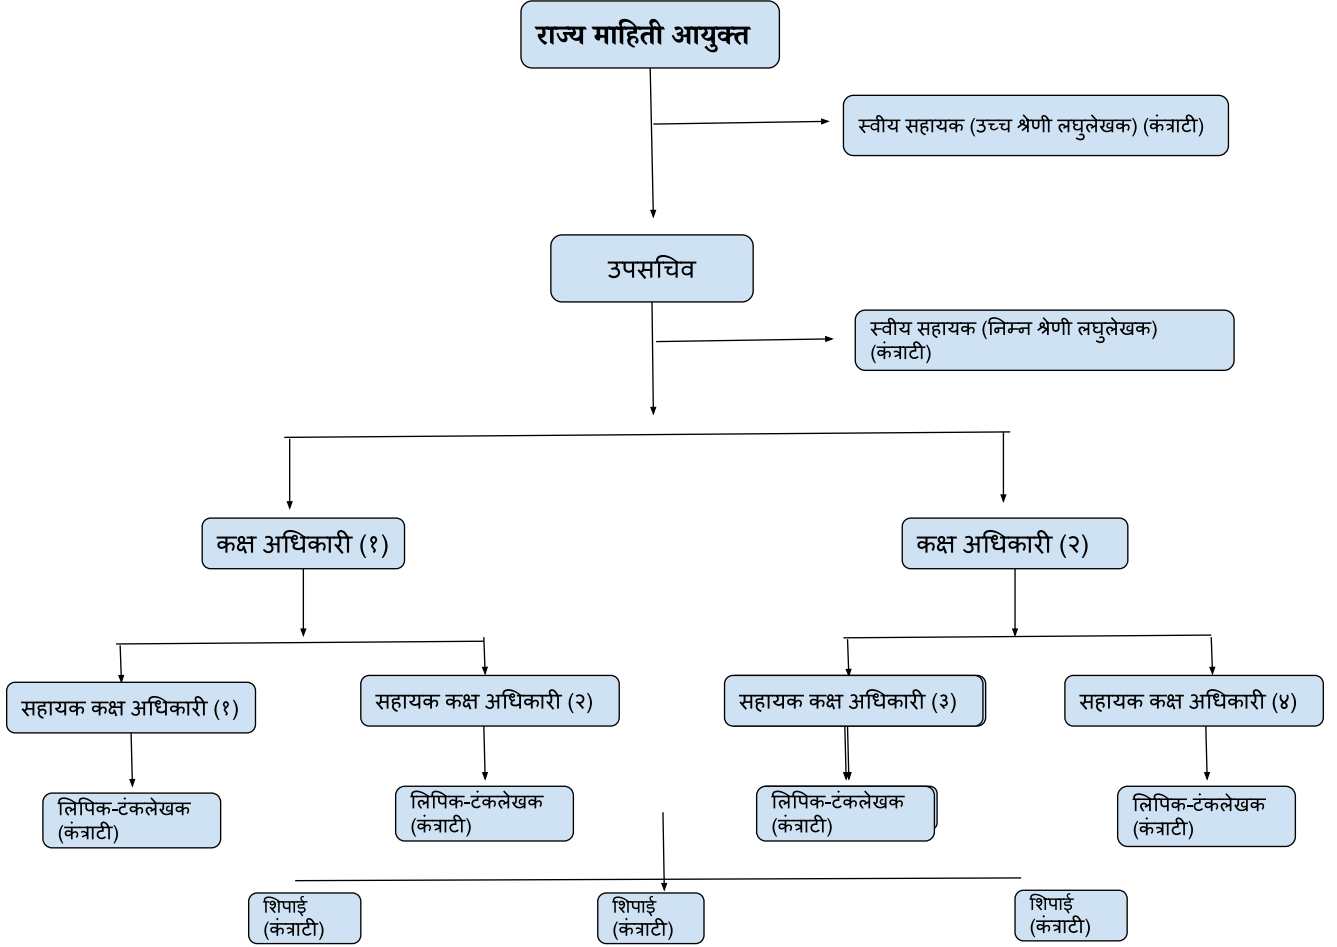 राज्य माहिती आयुक्त
स्वीय सहायक (उच्च श्रेणी लघुलेखक) (कंत्राटी)
उपसचिव
स्वीय सहायक (निम्न श्रेणी लघुलेखक)
(कंत्राटी)
कक्ष अधिकारी (१)
कक्ष अधिकारी (२)
सहायक कक्ष अधिकारी (१)
सहायक कक्ष अधिकारी (२)
सहायक कक्ष अधिकारी (३)
सहायक कक्ष अधिकारी (४)
लिपिक-टंकलेखक
(कंत्राटी)
लिपिक-टंकलेखक
(कंत्राटी)
लिपिक-टंकलेखक
(कंत्राटी)
लिपिक-टंकलेखक
(कंत्राटी)
शिपाई
(कंत्राटी)
शिपाई
(कंत्राटी)
शिपाई
(कंत्राटी)